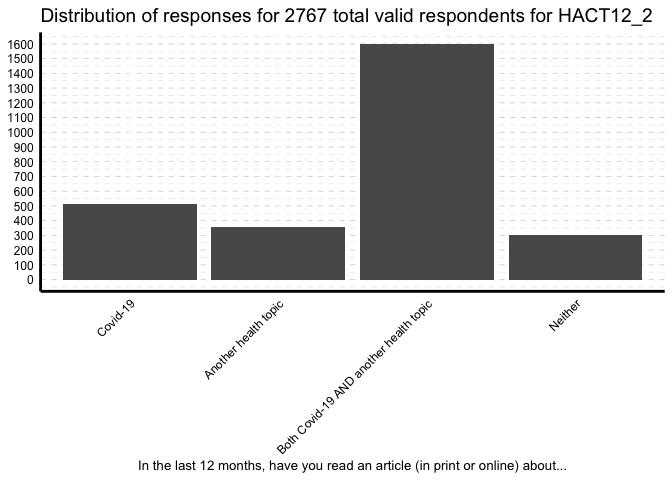 Distribution of responses for 2767 total valid respondents for HACT12_2
1600
1500
1400
1300
1200
1100
1000
900
800
700
600
500
400
300
200
100
0
Covid-19
Another health topic
Both Covid-19 AND another health topic
Neither
In the last 12 months, have you read an article (in print or online) about...